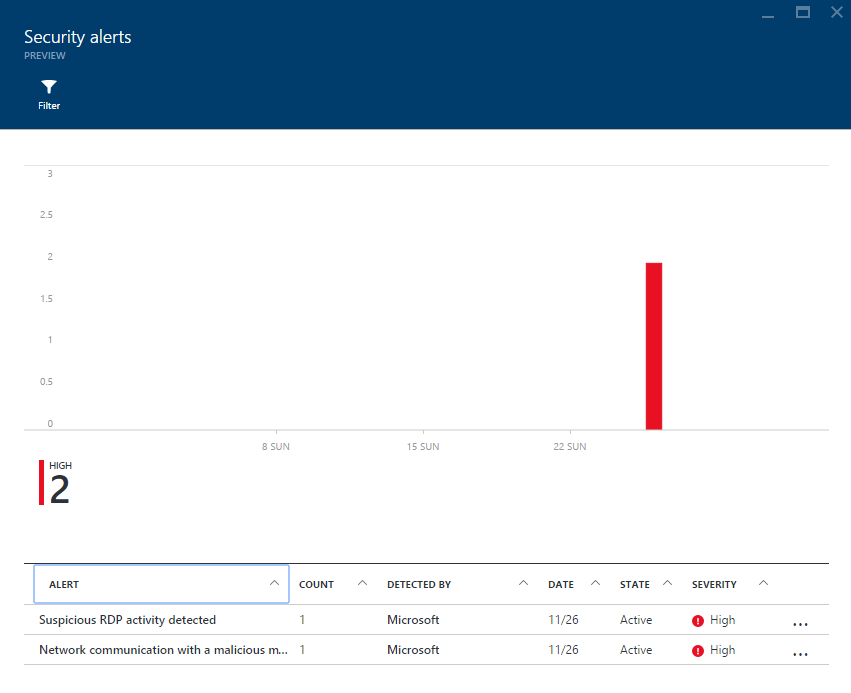 Security alerts
PREVIEW
Filter
3
2.5
2
1.5
1
0.5
0
8 SUN 15 SUN 22 SUN
HIGH
2
ALERT COUNT DETECTED BY DATE STATE SEVERITY
Suspicious RDP activity detected 1 Microsoft 11/26 Active High ...
Network communication with a malicious m... 1 Microsoft 11/26 Active High ...